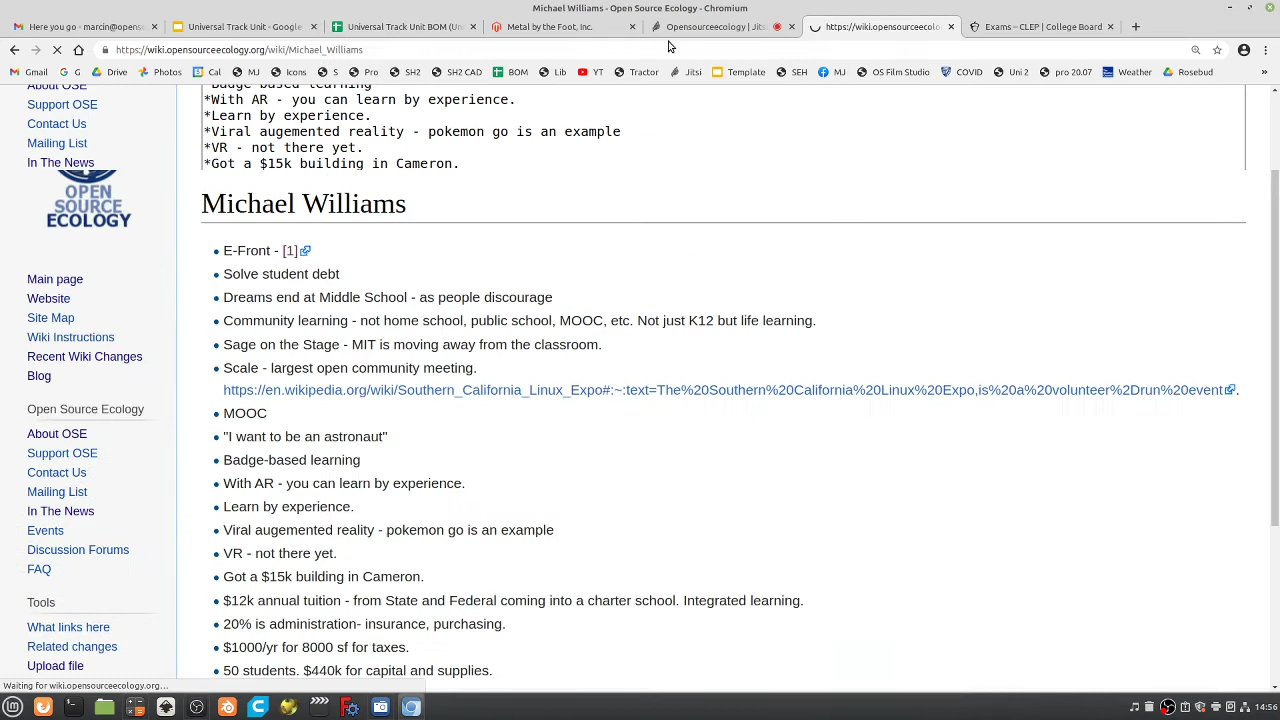 Michael Williams - Open Source Ecology - Chromium
Here you go - marcin@opensc
Universal Track Unit - Google
Universal Track Unit BOM (Un
Metal by the Foot, Inc.
Opensourceecology | Jits
https://wiki.opensourceecolo
Exams – CLEP | College Board
https://wiki.opensourceecology.org/wiki/Michael_Williams
Gmail G Drive Photos Cal MJ Icons S Pro SH2 SH2 CAD BOM Lib YT Tractor Jitsi Template SEH MJ OS Film Studio COVID Uni 2 pro 20.07 Weather Rosebud »
About OSE
Support OSE
Contact Us
Mailing List
In The News
OPEN
SOURCE
ECOLOGY
Main page
Website
Site Map
Wiki Instructions
Recent Wiki Changes
Blog
Open Source Ecology
About OSE
Support OSE
Contact Us
Mailing List
In The News
Events
Discussion Forums
FAQ
Tools
What links here
Related changes
Upload file
*Badge-based learning
*With AR - you can learn by experience.
*Learn by experience.
*Viral augemented reality - pokemon go is an example
*VR - not there yet.
*Got a $15k building in Cameron.
Michael Williams
E-Front - [1]
Solve student debt
Dreams end at Middle School - as people discourage
Community learning - not home school, public school, MOOC, etc. Not just K12 but life learning.
Sage on the Stage - MIT is moving away from the classroom.
Scale - largest open community meeting.
https://en.wikipedia.org/wiki/Southern_California_Linux_Expo#:~:text=The%20Southern%20California%20Linux%20Expo,is%20a%20volunteer%2Drun%20event.
MOOC
"I want to be an astronaut"
Badge-based learning
With AR - you can learn by experience.
Learn by experience.
Viral augemented reality - pokemon go is an example
VR - not there yet.
Got a $15k building in Cameron.
$12k annual tuition - from State and Federal coming into a charter school. Integrated learning.
20% is administration- insurance, purchasing.
$1000/yr for 8000 sf for taxes.
50 students. $440k for capital and supplies.
Waiting for wiki.opensourceecology.org...
14:56